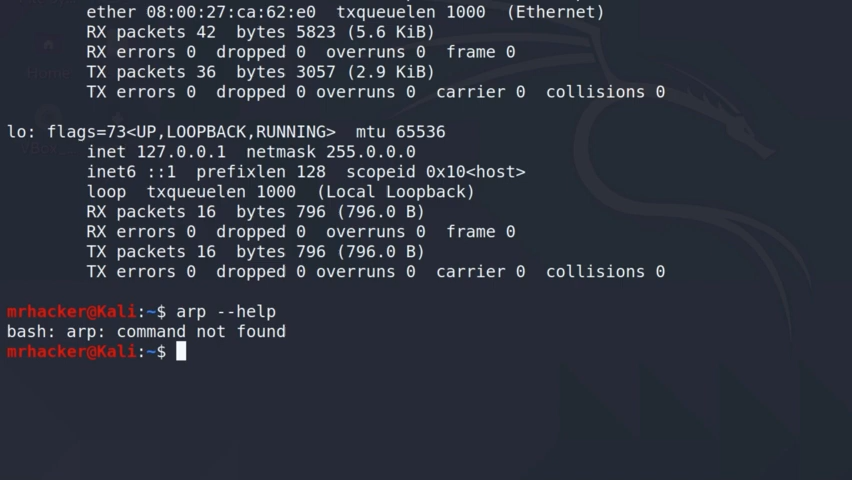 ether 08:00:27:ca:62:e0  txqueuelen 1000  (Ethernet)
RX packets 42  bytes 5823 (5.6 KiB)
RX errors 0  dropped 0  overruns 0  frame 0
TX packets 36  bytes 3057 (2.9 KiB)
TX errors 0  dropped 0 overruns 0  carrier 0  collisions 0
lo: flags=73<UP,LOOPBACK,RUNNING>  mtu 65536
inet 127.0.0.1  netmask 255.0.0.0
inet6 ::1  prefixlen 128  scopeid 0x10<host>
loop  txqueuelen 1000  (Local Loopback)
RX packets 16  bytes 796 (796.0 B)
RX errors 0  dropped 0  overruns 0  frame 0
TX packets 16  bytes 796 (796.0 B)
TX errors 0  dropped 0 overruns 0  carrier 0  collisions 0
mrhacker@Kali:~$ arp --help
bash: arp: command not found
mrhacker@Kali:~$
Home